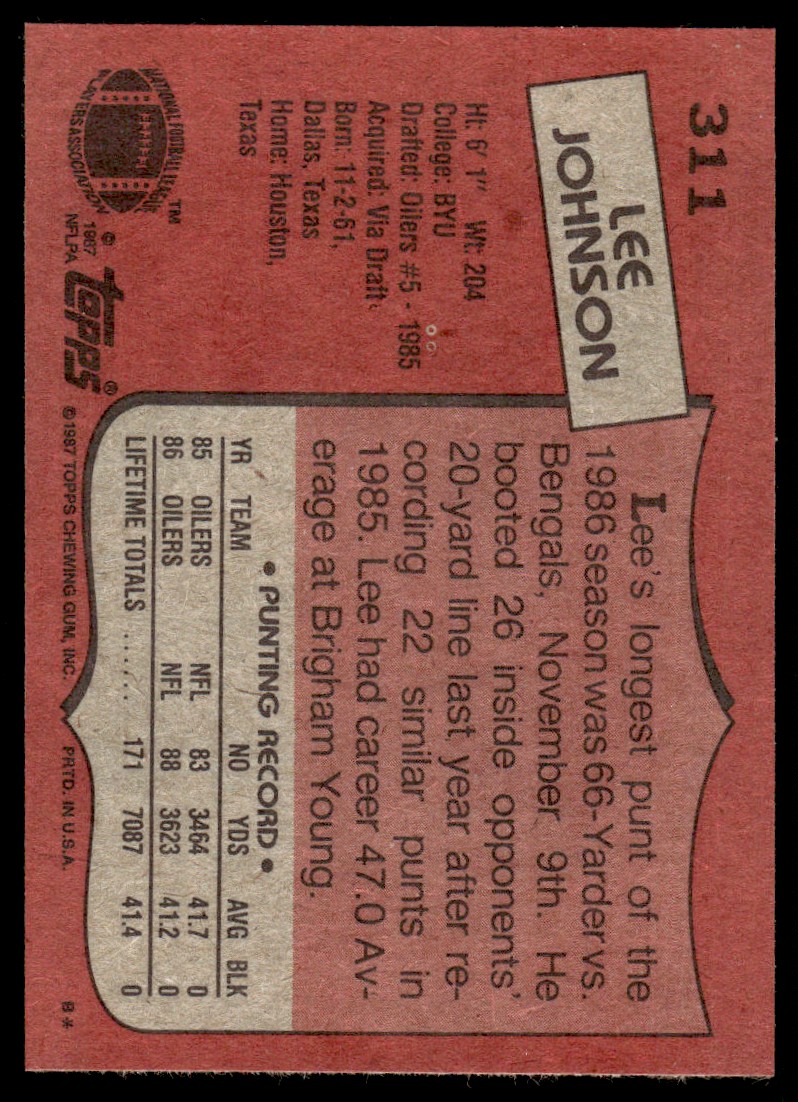 311
LEE
JOHNSON
Ht: 6' 1" Wt: 204
College: BYU
Drafted: Oilers #5 - 1985
Acquired: Via Draft
Born: 11-2-61,
Dallas, Texas
Home: Houston,
Texas
NATIONAL FOOTBALL LEAGUE
PLAYERS ASSOCIATION
TM
© 1987
NFLPA
topps®
Lee's longest punt of the
1986 season was 66-Yarder vs.
Bengals, November 9th. He
booted 26 inside opponents'
20-yard line last year after re-
cording 22 similar punts in
1985. Lee had career 47.0 Av-
erage at Brigham Young.
• PUNTING RECORD •
YR TEAM NO YDS AVG BLK
85 OILERS NFL 83 3464 41.7 0
86 OILERS NFL 88 3623 41.2 0
LIFETIME TOTALS ...... 171 7087 41.4 0
©1987 TOPPS CHEWING GUM, INC. PRTD. IN U.S.A. B*